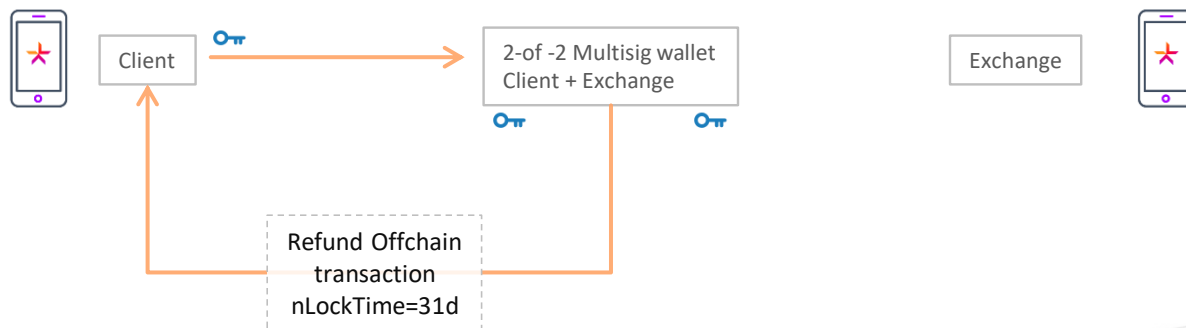 Client
2-of -2 Multisig wallet
Client + Exchange
Exchange
Refund Offchain
transaction
nLockTime=31d